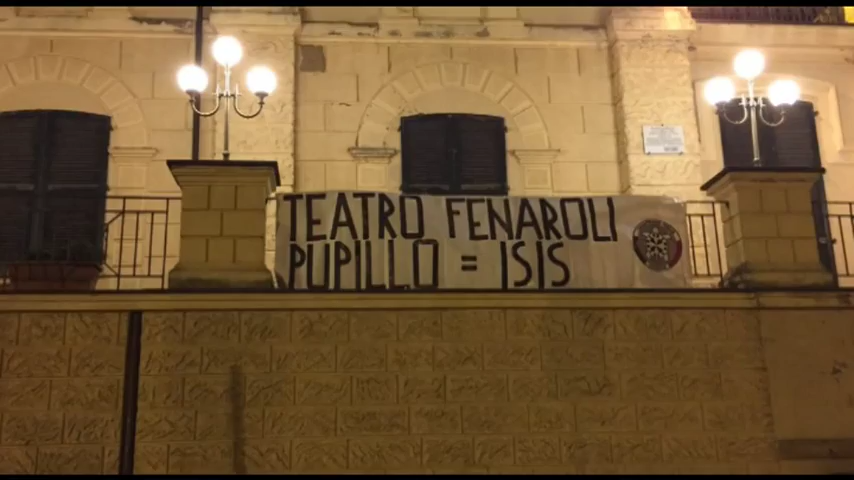 TEATRO FENAROLI
PUPILLO = ISIS